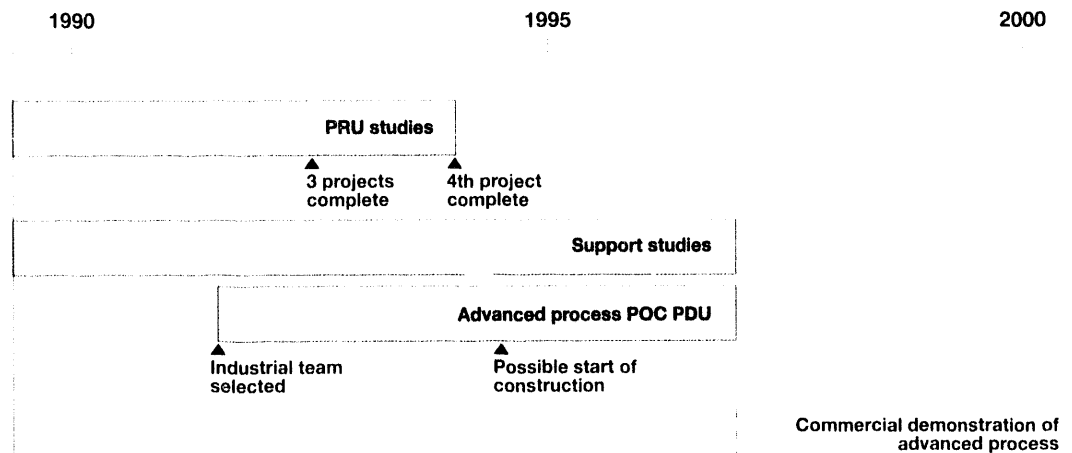 1990 1995 2000
PRU studies
3 projects
complete
4th project
complete
Support studies
Advanced process POC PDU
Industrial team
selected
Possible start of
construction
Commercial demonstration of
advanced process